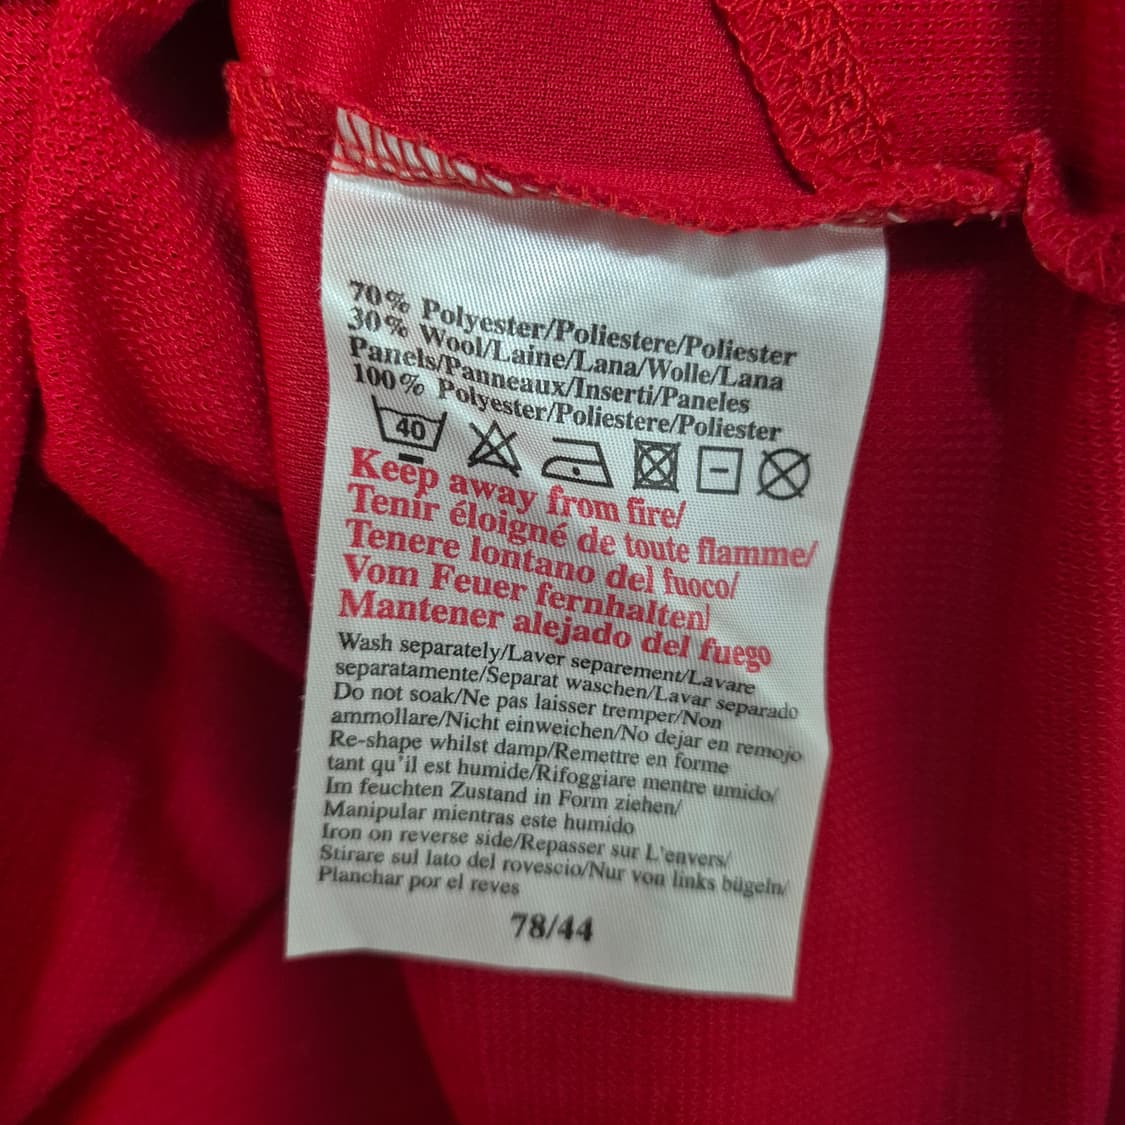 70% Polyester/Poliestere/Poliester
30% Wool/Laine/Lana/Wolle/Lana
Panels/Panneaux/Inserti/Paneles
100% Polyester/Poliestere/Poliester
40
Keep away from fire/
Tenir éloigné de toute flamme/
Tenere lontano del fuoco/
Vom Feuer fernhalten/
Mantener alejado del fuego
Wash separately/Laver separement/Lavare
separatamente/Separat waschen/Lavar separado
Do not soak/Ne pas laisser tremper/Non
ammollare/Nicht einweichen/No dejar en remojo
Re-shape whilst damp/Remettre en forme
tant qu'il est humide/Rifoggiare mentre umido/
Im feuchten Zustand in Form ziehen/
Manipular mientras este humido
Iron on reverse side/Repasser sur L'envers/
Stirare sul lato del rovescio/Nur von links bügeln/
Planchar por el reves
78/44